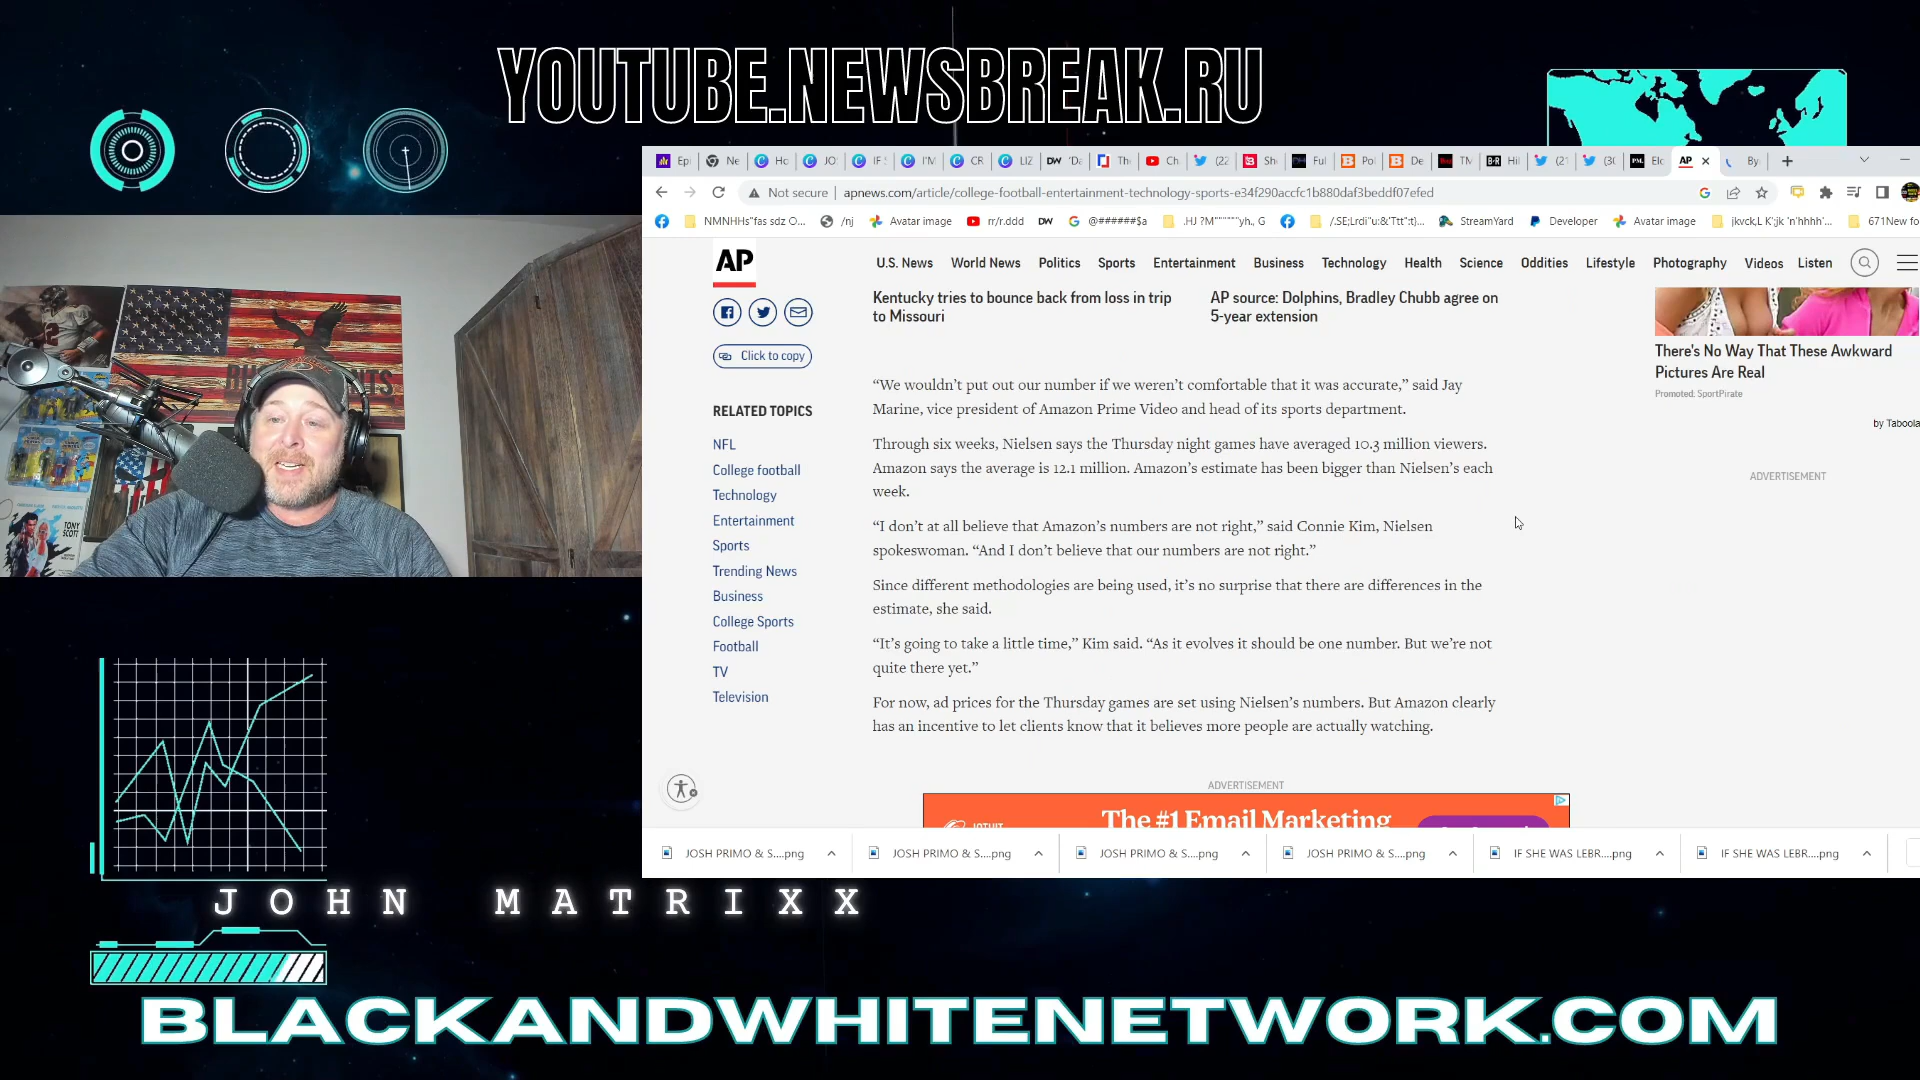 YOUTUBE.NEWSBREAK.RU
Not secure
apnews.com/article/college-football-entertainment-technology-sports-e34f290accfc1b880daf3beddf07efed
Avatar image
rr/r.ddd
DW
StreamYard
Developer
Avatar image
AP
U.S. News World News Politics Sports Entertainment Business Technology Health Science Oddities Lifestyle Photography Videos Listen
Kentucky tries to bounce back from loss in trip
to Missouri
AP source: Dolphins, Bradley Chubb agree on
5-year extension
Click to copy
RELATED TOPICS
NFL
College football
Technology
Entertainment
Sports
Trending News
Business
College Sports
Football
TV
Television
“We wouldn’t put out our number if we weren’t comfortable that it was accurate,” said Jay
Marine, vice president of Amazon Prime Video and head of its sports department.
Through six weeks, Nielsen says the Thursday night games have averaged 10.3 million viewers.
Amazon says the average is 12.1 million. Amazon’s estimate has been bigger than Nielsen’s each
week.
“I don’t at all believe that Amazon’s numbers are not right,” said Connie Kim, Nielsen
spokeswoman. “And I don’t believe that our numbers are not right.”
Since different methodologies are being used, it’s no surprise that there are differences in the
estimate, she said.
“It’s going to take a little time,” Kim said. “As it evolves it should be one number. But we’re not
quite there yet.”
For now, ad prices for the Thursday games are set using Nielsen’s numbers. But Amazon clearly
has an incentive to let clients know that it believes more people are actually watching.
There's No Way That These Awkward
Pictures Are Real
Promoted: SportPirate
by Taboola
ADVERTISEMENT
ADVERTISEMENT
The #1 Email Marketing
JOSH PRIMO & S....png
JOSH PRIMO & S....png
JOSH PRIMO & S....png
JOSH PRIMO & S....png
IF SHE WAS LEBR....png
IF SHE WAS LEBR....png
TONY
SCOTT
JOHN MATRIXX
BLACKANDWHITENETWORK.COM